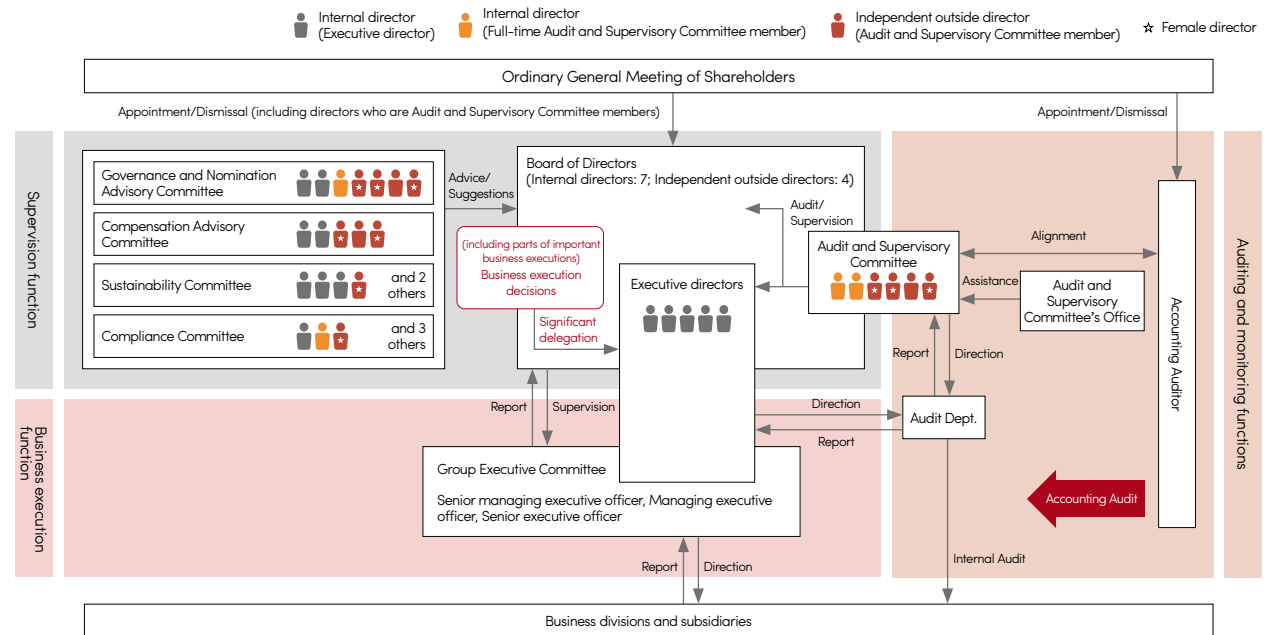 Internal director
(Executive director)
Internal director
(Full-time Audit and Supervisory Committee member)
Independent outside director
(Audit and Supervisory Committee member)
Female director
Ordinary General Meeting of Shareholders
Appointment/Dismissal (including directors who are Audit and Supervisory Committee members)
Appointment/Dismissal
Supervision function
Governance and Nomination
Advisory Committee
Compensation Advisory
Committee
Sustainability Committee
and 2
others
Compliance Committee
and 3
others
Advice/
Suggestions
Board of Directors
(Internal directors: 7; Independent outside directors: 4)
Audit/
Supervision
(including parts of important
business executions)
Business execution
decisions
Significant
delegation
Executive directors
Audit and Supervisory
Committee
Alignment
Assistance
Audit and
Supervisory
Committee's Office
Accounting Auditor
Auditing and monitoring functions
Report
Direction
Audit Dept.
Direction
Report
Business execution
function
Report
Supervision
Group Executive Committee
Senior managing executive officer, Managing executive
officer, Senior executive officer
Accounting Audit
Internal Audit
Report
Direction
Business divisions and subsidiaries